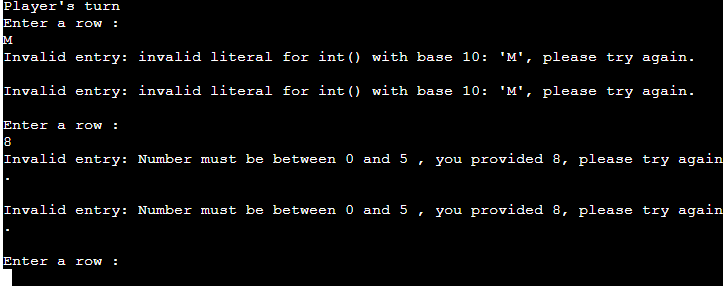 Player's turn
Enter a row :
M
Invalid entry: invalid literal for int() with base 10: 'M', please try again.
Invalid entry: invalid literal for int() with base 10: 'M', please try again.
Enter a row :
8
Invalid entry: Number must be between 0 and 5 , you provided 8, please try again
.
Invalid entry: Number must be between 0 and 5 , you provided 8, please try again
.
Enter a row :